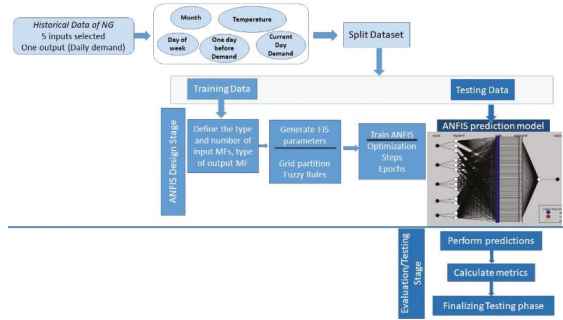 Historical Data of NG
5 inputs selected
One output (Daily demand)
Month
Temperature
Day of
week
One day
before
Demand
Current
Day
Demand
Split Dataset
Training Data
Testing Data
ANFIS Design Stage
Define the type
and number of
input MFs, type
of output MF
Generate FIS
parameters
Grid partition
Fuzzy Rules
Train ANFIS
Optimization
Steps
Epochs
ANFIS prediction model
Evaluation/Testing
Stage
Perform predictions
Calculate metrics
Finalizing Testing phase